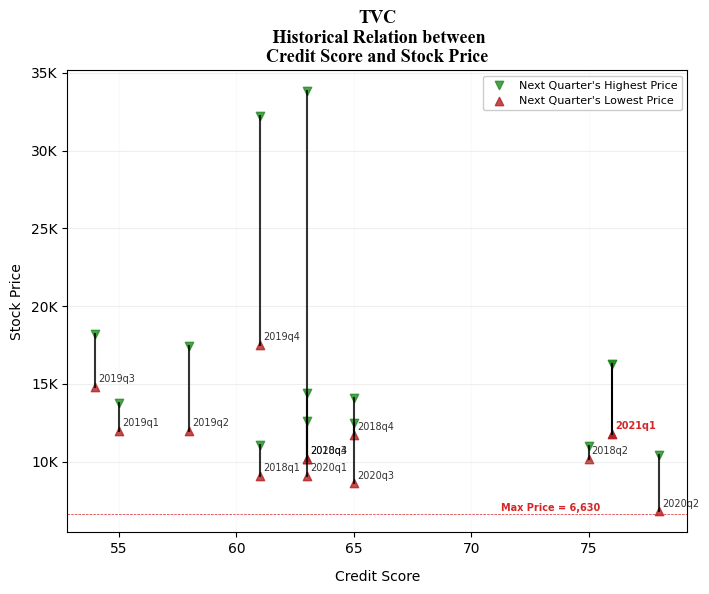 TVC
Historical Relation between
Credit Score and Stock Price
Next Quarter's Highest Price
Next Quarter's Lowest Price
35K
30K
25K
20K
15K
10K
Stock Price
2019q4
2019q3
2019q1
2019q2
2018q4
2021q1
2018q2
2018q1
2020q1
2020q3
2020q2
Max Price = 6,630
55
60
65
70
75
Credit Score